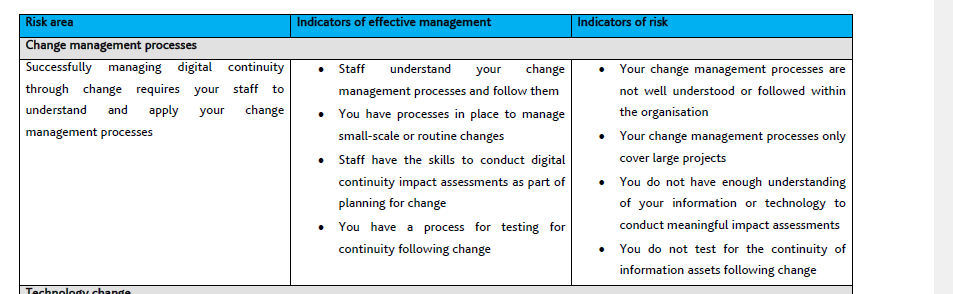 Risk area
Indicators of effective management
Indicators of risk
Change management processes
Successfully managing digital continuity
through change requires your staff to
understand and apply your change
management processes
• Staff understand your change
management processes and follow them
• You have processes in place to manage
small-scale or routine changes
• Staff have the skills to conduct digital
continuity impact assessments as part of
planning for change
• You have a process for testing for
continuity following change
• Your change management processes are
not well understood or followed within
the organisation
• Your change management processes only
cover large projects
• You do not have enough understanding
of your information or technology to
conduct meaningful impact assessments
• You do not test for the continuity of
information assets following change
Technology change